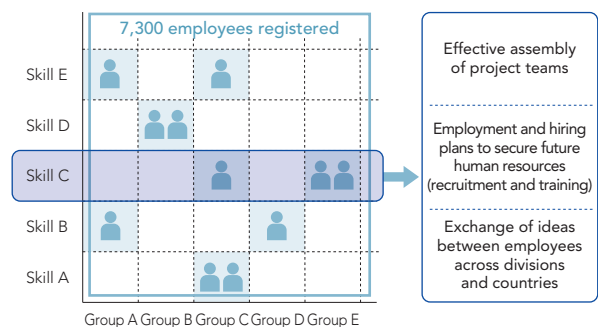 7,300 employees registered
Skill E
Skill D
Skill C
Skill B
Skill A
Group A Group B Group C Group D Group E
Effective assembly
of project teams
Employment and hiring
plans to secure future
human resources
(recruitment and training)
Exchange of ideas
between employees
across divisions
and countries